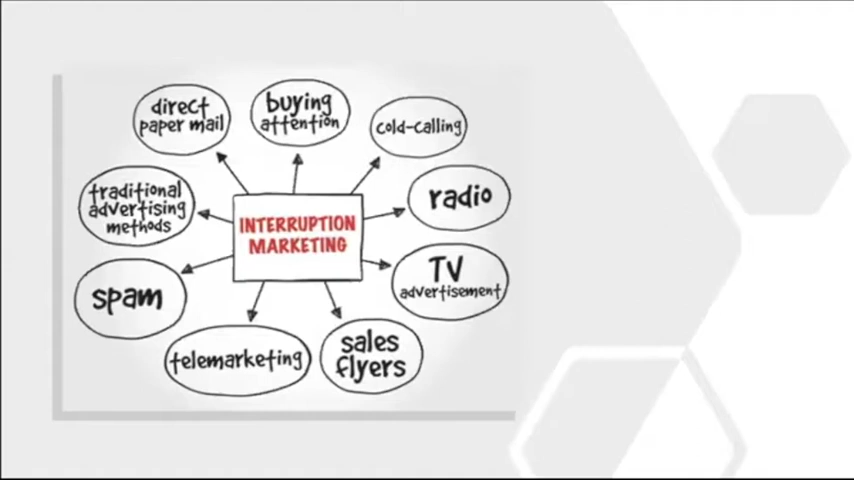 direct
paper mail
buying
attention
cold-calling
traditional
advertising
methods
radio
INTERRUPTION
MARKETING
TV
advertisement
spam
telemarketing
sales
flyers